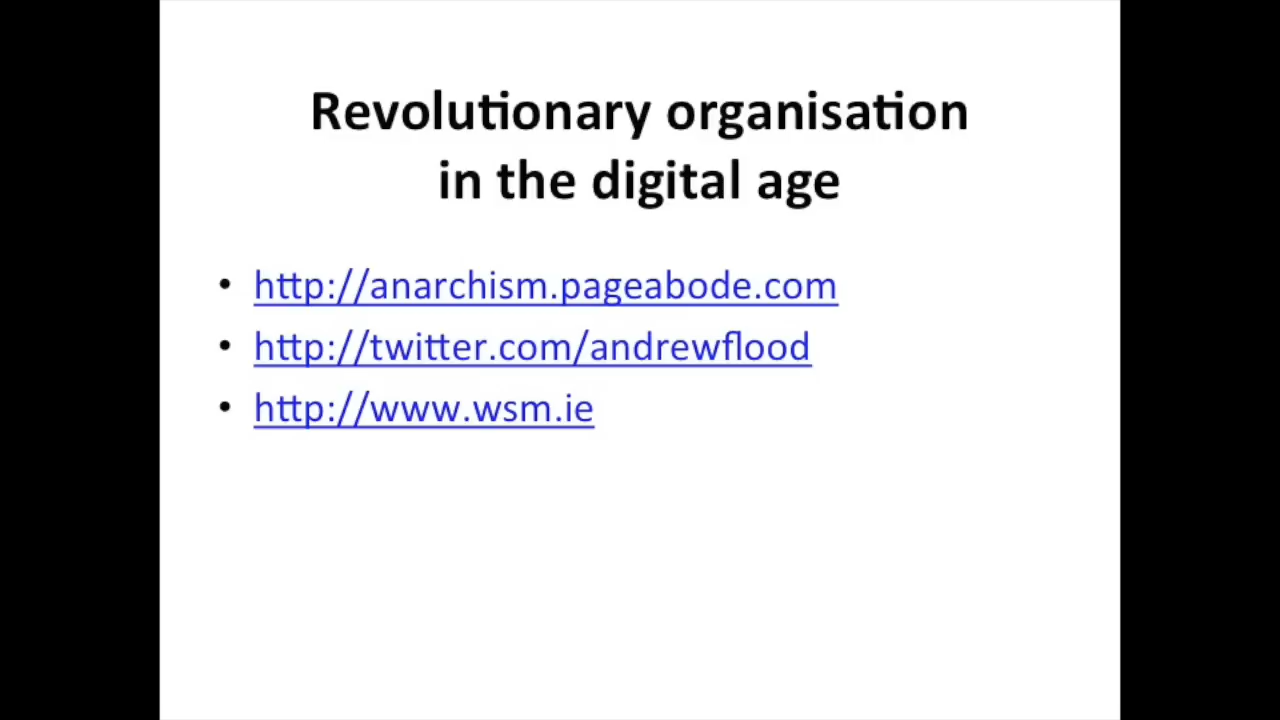 Revolutionary organisation
in the digital age
• http://anarchism.pageabode.com
• http://twitter.com/andrewflood
• http://www.wsm.ie